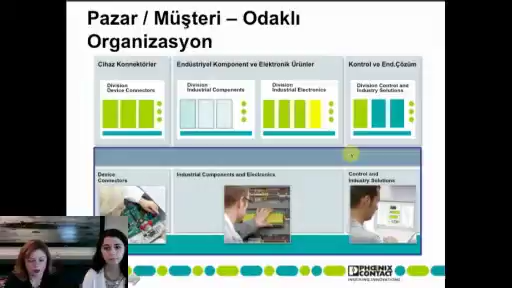 Pazar / Müşteri – Odaklı
Organizasyon
Cihaz Konnektörler
Endüstriyel Komponent ve Elektronik Ürünler
Kontrol ve End.Çözüm
Division
Device Connectors
Division
Industrial Components
Division
Industrial Electronics
Division Control and
Industry Solutions
Device
Connectors
Industrial Components and Electronics
Control and
Industry Solutions
PHŒNIX
CONTACT
INSPIRING INNOVATIONS